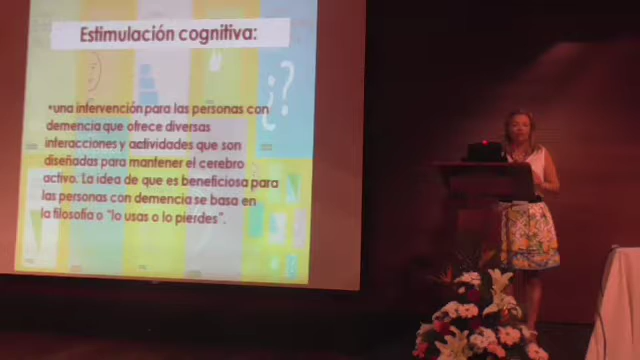 Estimulación cognitiva:
•una intervención para las personas con
demencia que ofrece diversas
interacciones y actividades que son
diseñadas para mantener el cerebro
activo. La idea de que es beneficiosa para
las personas con demencia se basa en
la filosofía o "lo usas o lo pierdes".
¿?